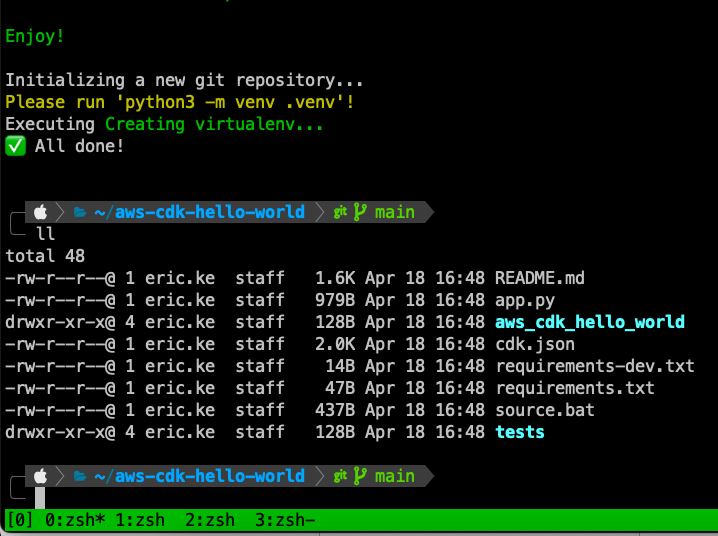 Enjoy!
Initializing a new git repository...
Please run 'python3 -m venv .venv'!
Executing Creating virtualenv...
✅ All done!
~/aws-cdk-hello-world git main
ll
total 48
-rw-r--r--@ 1 eric.ke staff 1.6K Apr 18 16:48 README.md
-rw-r--r--@ 1 eric.ke staff 979B Apr 18 16:48 app.py
drwxr-xr-x@ 4 eric.ke staff 128B Apr 18 16:48 aws_cdk_hello_world
-rw-r--r--@ 1 eric.ke staff 2.0K Apr 18 16:48 cdk.json
-rw-r--r--@ 1 eric.ke staff 14B Apr 18 16:48 requirements-dev.txt
-rw-r--r--@ 1 eric.ke staff 47B Apr 18 16:48 requirements.txt
-rw-r--r--@ 1 eric.ke staff 437B Apr 18 16:48 source.bat
drwxr-xr-x@ 4 eric.ke staff 128B Apr 18 16:48 tests
~/aws-cdk-hello-world git main
[0] 0:zsh* 1:zsh 2:zsh 3:zsh-